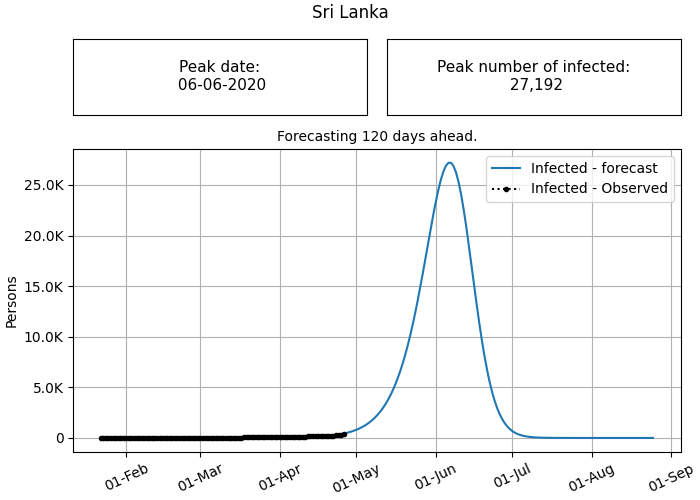 Sri Lanka
Peak date:
06-06-2020
Peak number of infected:
27,192
Forecasting 120 days ahead.
Infected - forecast
Infected - Observed
Persons
25.0K
20.0K
15.0K
10.0K
5.0K
0
01-Feb
01-Mar
01-Apr
01-May
01-Jun
01-Jul
01-Aug
01-Sep